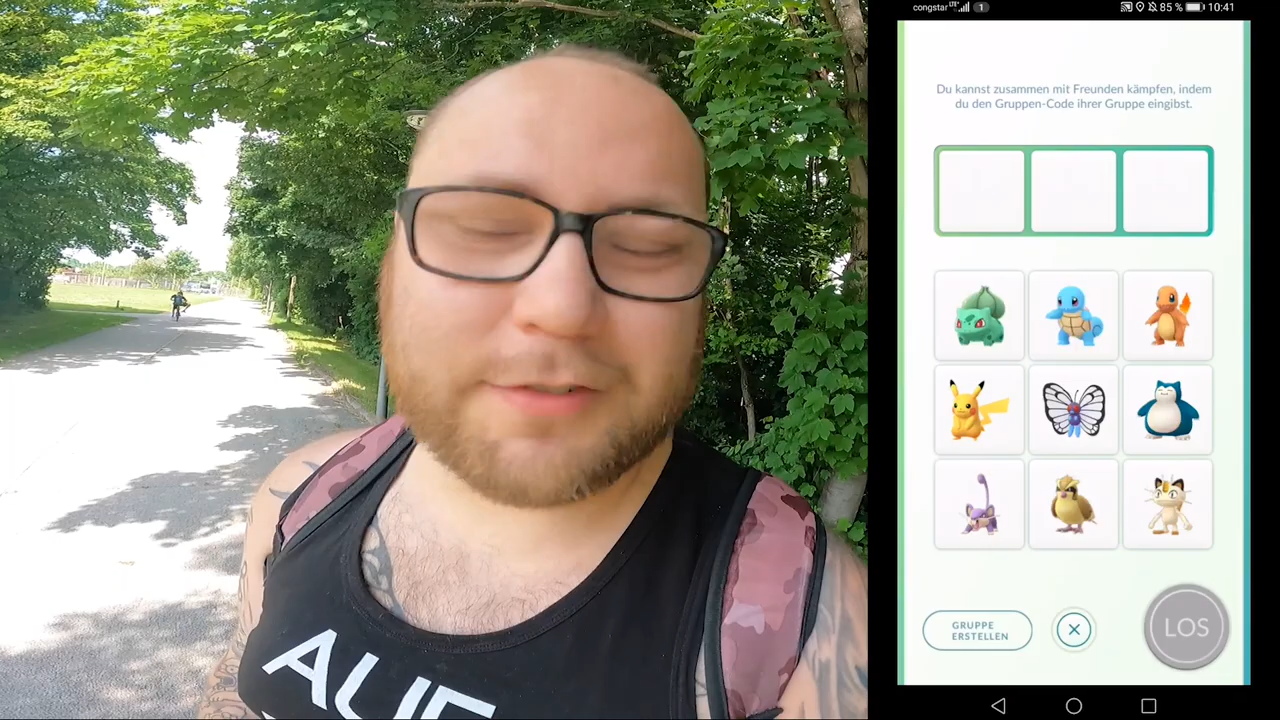 congstar 1 85 % 10:41
Du kannst zusammen mit Freunden kämpfen, indem
du den Gruppen-Code ihrer Gruppe eingibst.
GRUPPE
ERSTELLEN
LOS
AUF